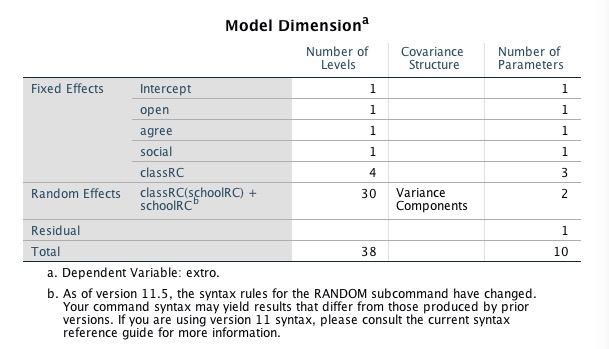 Model Dimensiona
Number of Levels Covariance Structure Number of Parameters
Fixed Effects Intercept 1 1
open 1 1
agree 1 1
social 1 1
classRC 4 3
Random Effects classRC(schoolRC) + schoolRCb 30 Variance Components 2
Residual 1
Total 38 10
a. Dependent Variable: extro.
b. As of version 11.5, the syntax rules for the RANDOM subcommand have changed.
Your command syntax may yield results that differ from those produced by prior
versions. If you are using version 11 syntax, please consult the current syntax
reference guide for more information.